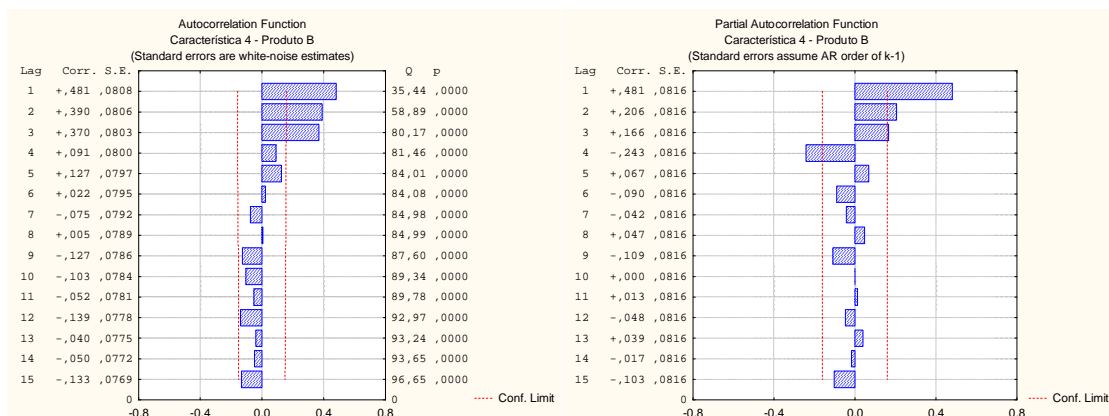 Autocorrelation Function
Característica 4 - Produto B
(Standard errors are white-noise estimates)
Lag Corr. S.E. Q p
1 +,481 ,0808 35,44 ,0000
2 +,390 ,0806 58,89 ,0000
3 +,370 ,0803 80,17 ,0000
4 +,091 ,0800 81,46 ,0000
5 +,127 ,0797 84,01 ,0000
6 +,022 ,0795 84,08 ,0000
7 -,075 ,0792 84,98 ,0000
8 +,005 ,0789 84,99 ,0000
9 -,127 ,0786 87,60 ,0000
10 -,103 ,0784 89,34 ,0000
11 -,052 ,0781 89,78 ,0000
12 -,139 ,0778 92,97 ,0000
13 -,040 ,0775 93,24 ,0000
14 -,050 ,0772 93,65 ,0000
15 -,133 ,0769 96,65 ,0000
0 0
-0.8 -0.4 0.0 0.4 0.8
Conf. Limit
Partial Autocorrelation Function
Característica 4 - Produto B
(Standard errors assume AR order of k-1)
Lag Corr. S.E.
1 +,481 ,0816
2 +,206 ,0816
3 +,166 ,0816
4 -,243 ,0816
5 +,067 ,0816
6 -,090 ,0816
7 -,042 ,0816
8 +,047 ,0816
9 -,109 ,0816
10 +,000 ,0816
11 +,013 ,0816
12 -,048 ,0816
13 +,039 ,0816
14 -,017 ,0816
15 -,103 ,0816
0 0
-0.8 -0.4 0.0 0.4 0.8
Conf. Limit